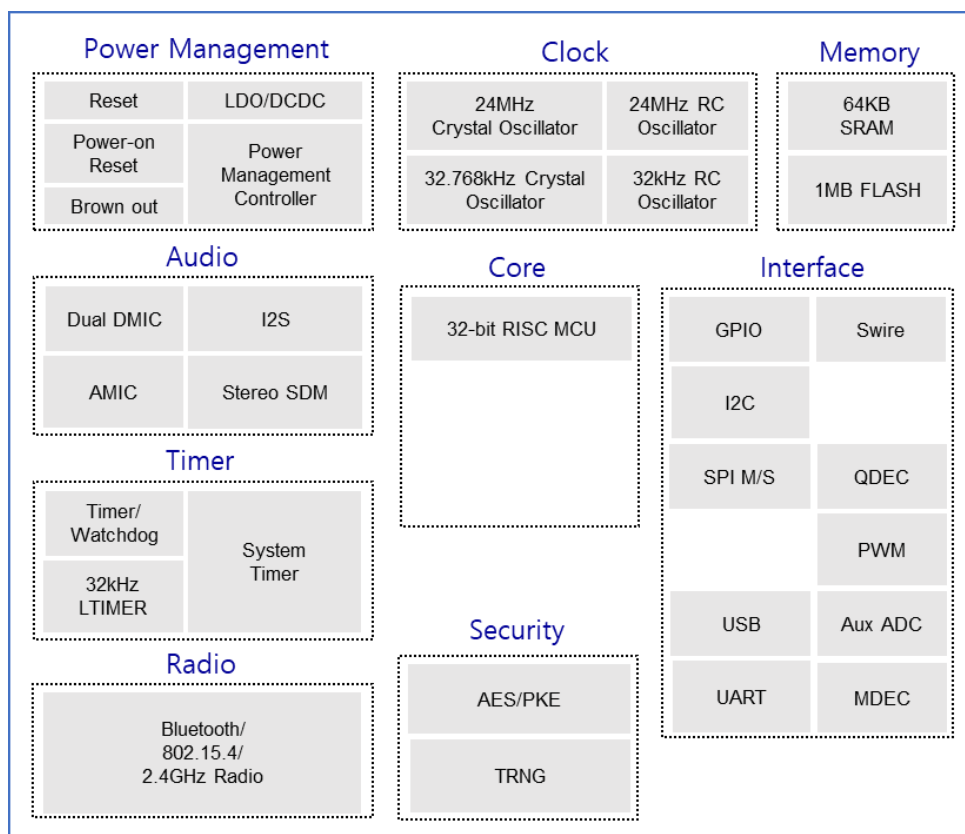 Power Management
Reset
LDO/DCDC
Power-on
Reset
Power
Management
Controller
Brown out
Clock
24MHz
Crystal Oscillator
24MHz RC
Oscillator
32.768kHz Crystal
Oscillator
32kHz RC
Oscillator
Memory
64KB
SRAM
1MB FLASH
Audio
Dual DMIC
I2S
AMIC
Stereo SDM
Core
32-bit RISC MCU
Interface
GPIO
Swire
I2C
SPI M/S
QDEC
PWM
USB
Aux ADC
UART
MDEC
Timer
Timer/
Watchdog
System
Timer
32kHz
LTIMER
Security
AES/PKE
TRNG
Radio
Bluetooth/
802.15.4/
2.4GHz Radio